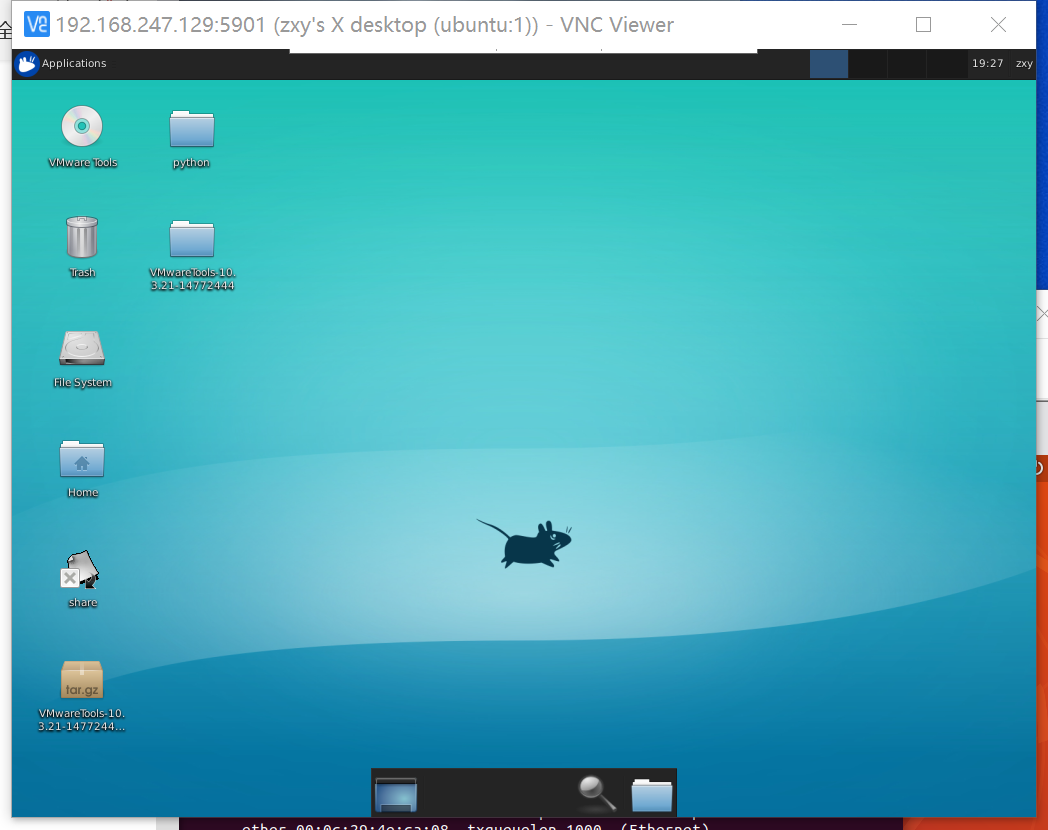 全
V2 192.168.247.129:5901 (zxy's X desktop (ubuntu:1)) - VNC Viewer
Applications
19:27 zxy
VMware Tools
python
Trash
VMwareTools-10.
3.21-14772444
File System
Home
share
tar.gz
VMwareTools-10.
3.21-1477244...
ether 00:0c:29:4e:ca:08 txqueuelen 1000 (Ethernet)